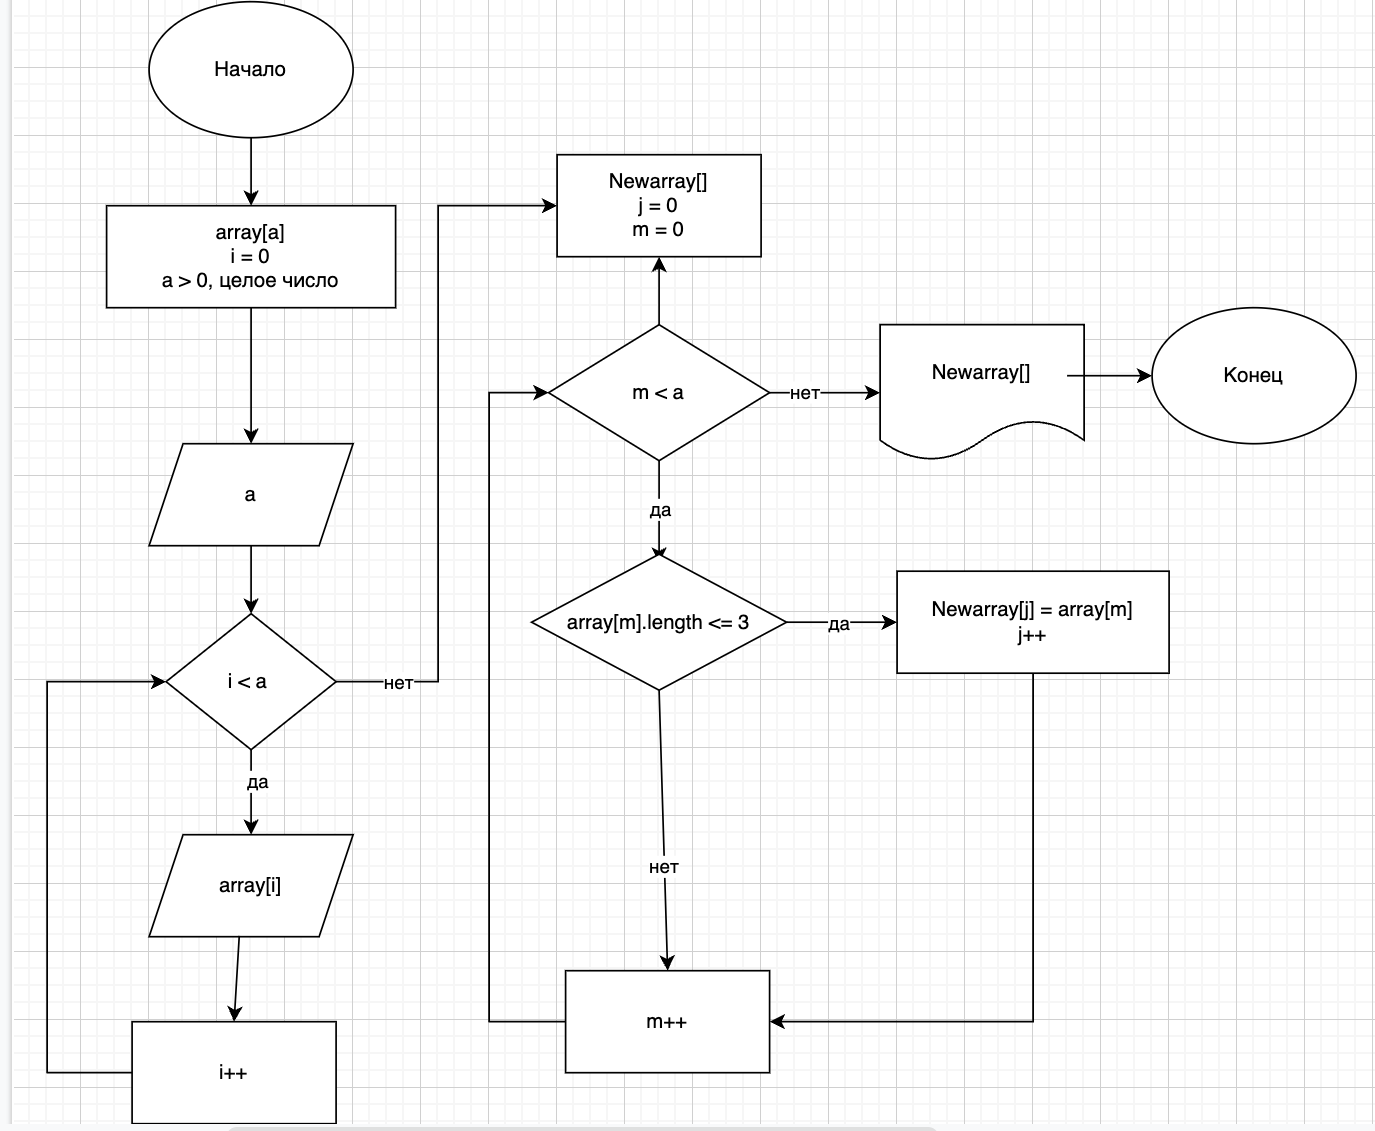 Начало
array[a]
i = 0
a > 0, целое число
a
i < a
нет
да
array[i]
i++
Newarray[]
j = 0
m = 0
m < a
нет
Newarray[]
Конец
да
array[m].length <= 3
да
Newarray[j] = array[m]
j++
нет
m++